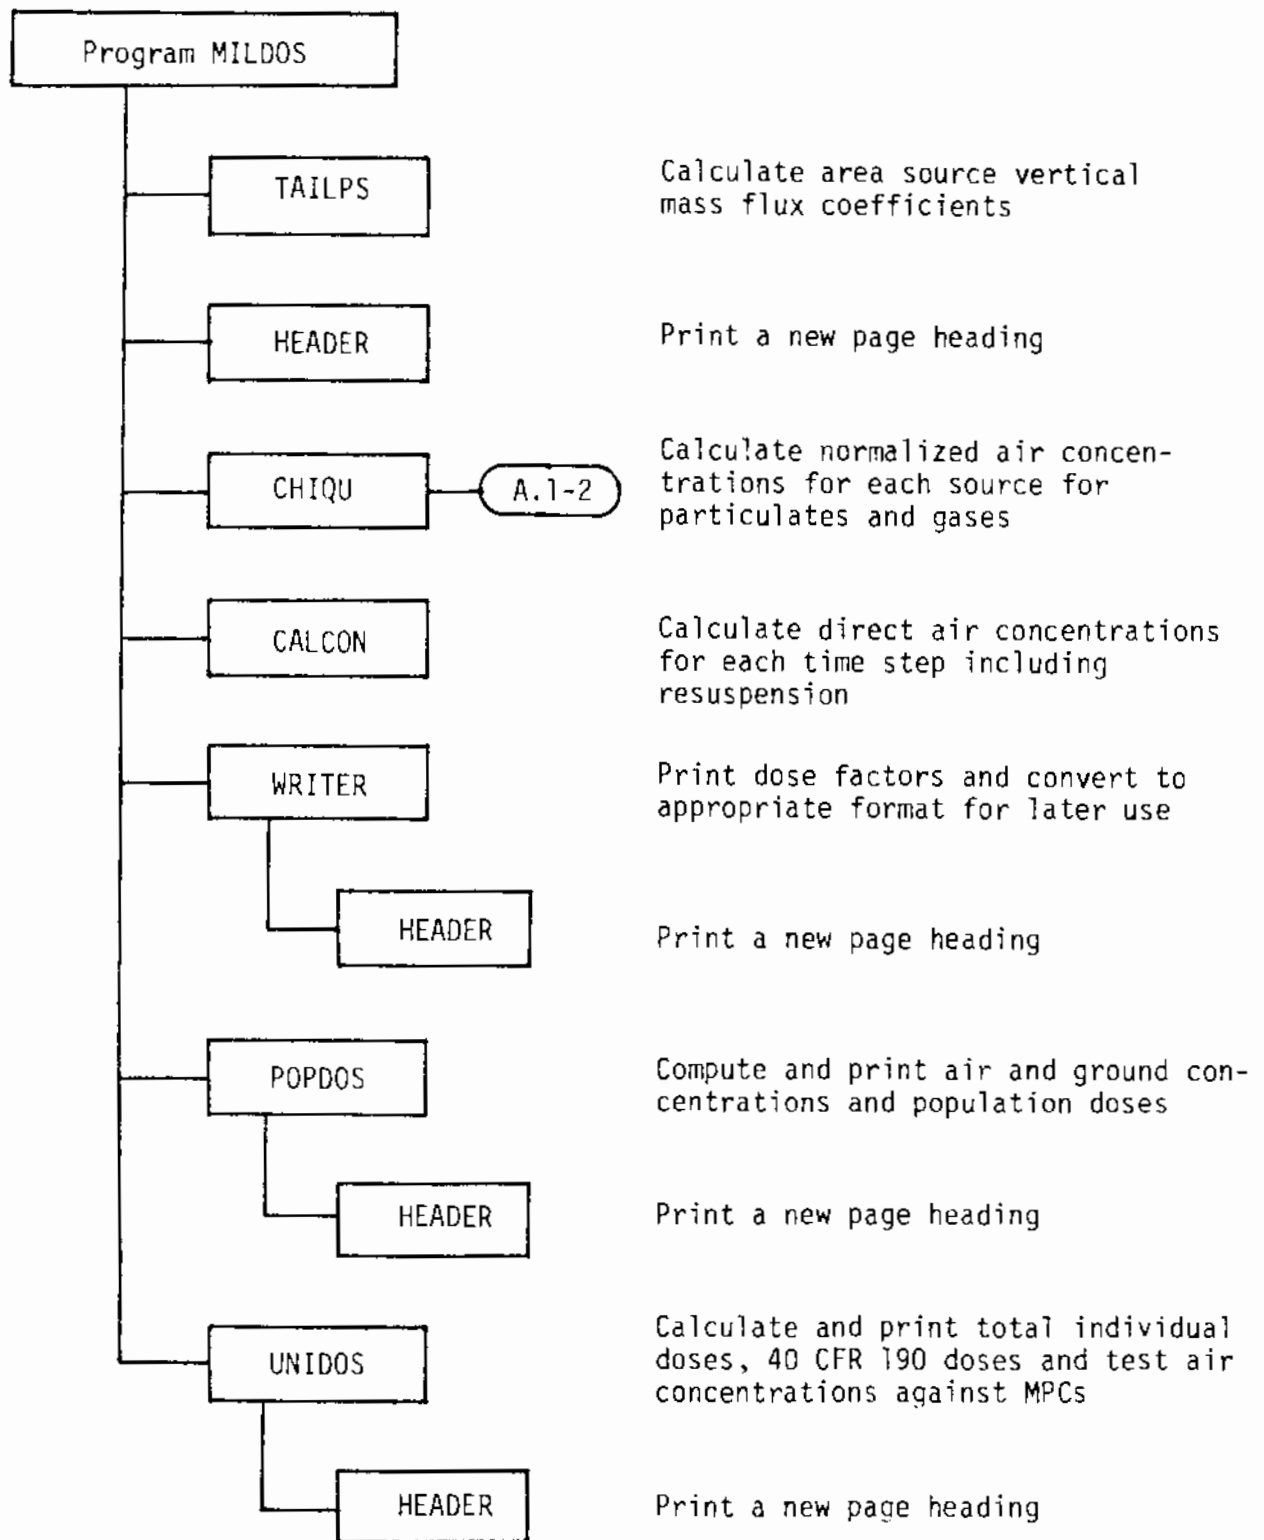 Program MILDOS
TAILPS
Calculate area source vertical
mass flux coefficients
HEADER
Print a new page heading
CHIQU
A.1-2
Calculate normalized air concen-
trations for each source for
particulates and gases
CALCON
Calculate direct air concentrations
for each time step including
resuspension
WRITER
Print dose factors and convert to
appropriate format for later use
HEADER
Print a new page heading
POPDOS
Compute and print air and ground con-
centrations and population doses
HEADER
Print a new page heading
UNIDOS
Calculate and print total individual
doses, 40 CFR 190 doses and test air
concentrations against MPCs
HEADER
Print a new page heading